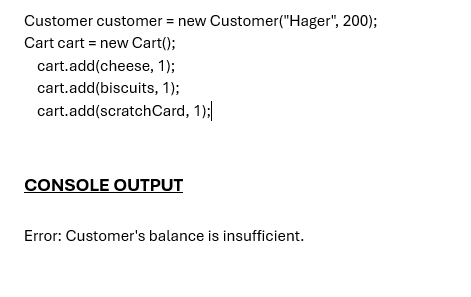 Customer customer = new Customer("Hager", 200);
Cart cart = new Cart();
cart.add(cheese, 1);
cart.add(biscuits, 1);
cart.add(scratchCard, 1);
CONSOLE OUTPUT
Error: Customer's balance is insufficient.